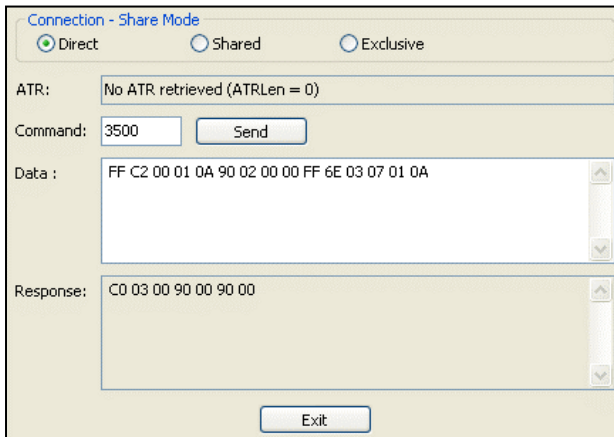 Connection - Share Mode
Direct Shared Exclusive
ATR: No ATR retrieved (ATRLen = 0)
Command: 3500 Send
Data : FF C2 00 01 0A 90 02 00 00 FF 6E 03 07 01 0A
Response: C0 03 00 90 00 90 00
Exit